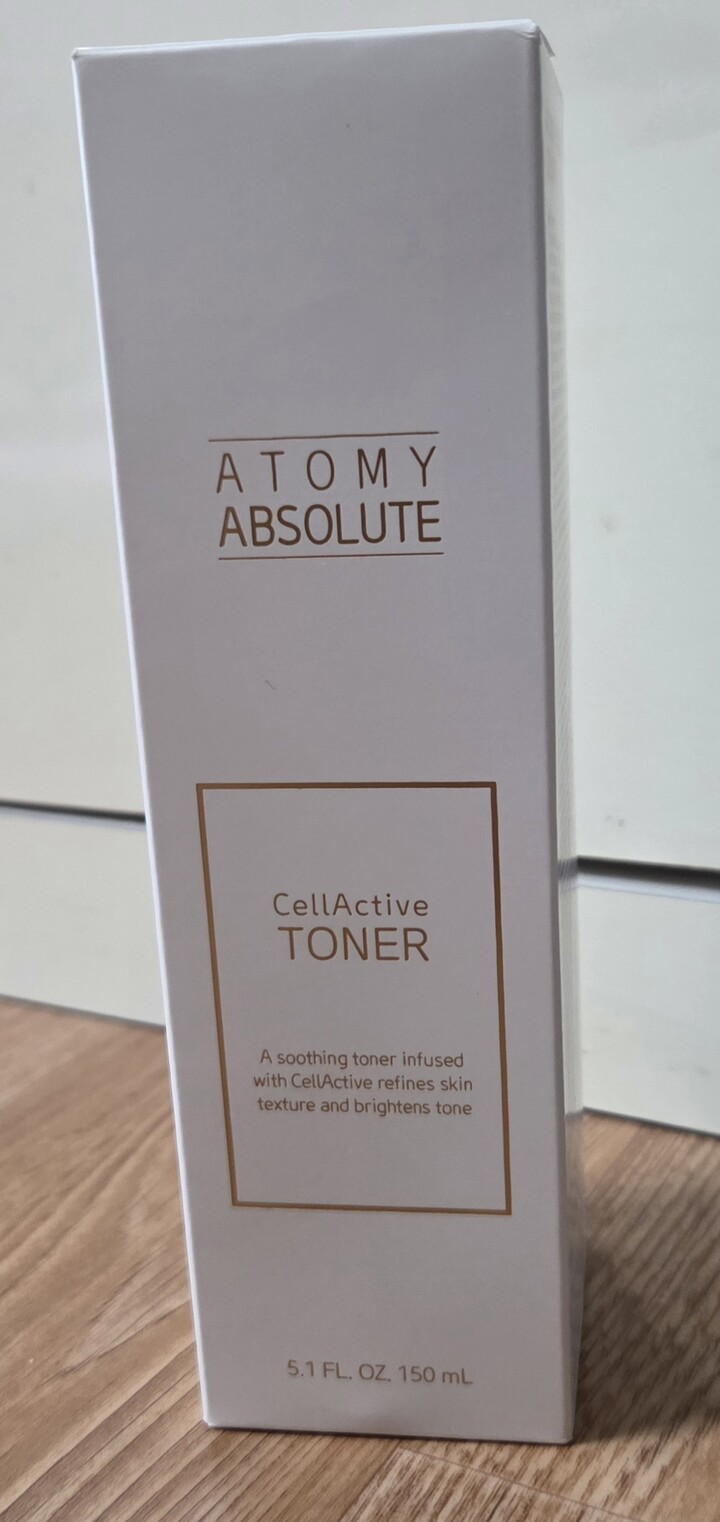 ATOMY
ABSOLUTE
CellActive
TONER
A soothing toner infused
with CellActive refines skin
texture and brightens tone
5.1 FL. OZ. 150 mL